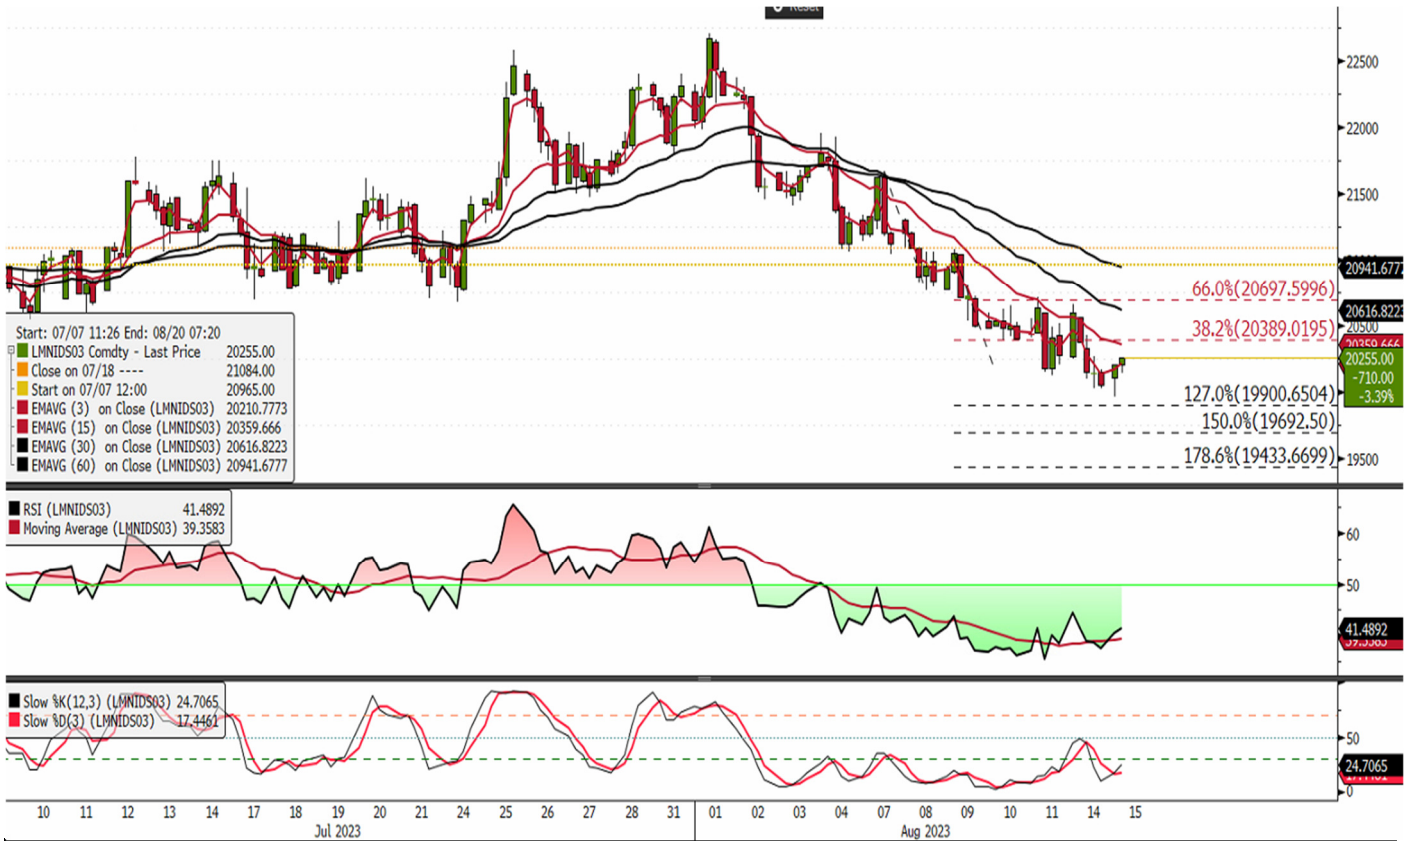 Reset
22500
22000
21500
20941.6777
66.0%(20697.5996)
20616.8223
20500
38.2%(20389.0195)
20359.666
20255.00
-710.00
-3.39%
127.0%(19900.6504)
150.0%(19692.50)
178.6%(19433.6699)
19500
Start: 07/07 11:26 End: 08/20 07:20
LMNIDS03 Comdty - Last Price 20255.00
Close on 07/18 ---- 21084.00
Start on 07/07 12:00 20965.00
EMAVG (3) on Close (LMNIDS03) 20210.7773
EMAVG (15) on Close (LMNIDS03) 20359.666
EMAVG (30) on Close (LMNIDS03) 20616.8223
EMAVG (60) on Close (LMNIDS03) 20941.6777
RSI (LMNIDS03) 41.4892
Moving Average (LMNIDS03) 39.3583
60
50
41.4892
39.3583
Slow %K(12,3) (LMNIDS03) 24.7065
Slow %D(3) (LMNIDS03) 17.4461
50
24.7065
17.4461
0
10 11 12 13 14 17 18 19 20 21 24 25 26 27 28 31 01 02 03 04 07 08 09 10 11 14 15
Jul 2023 Aug 2023